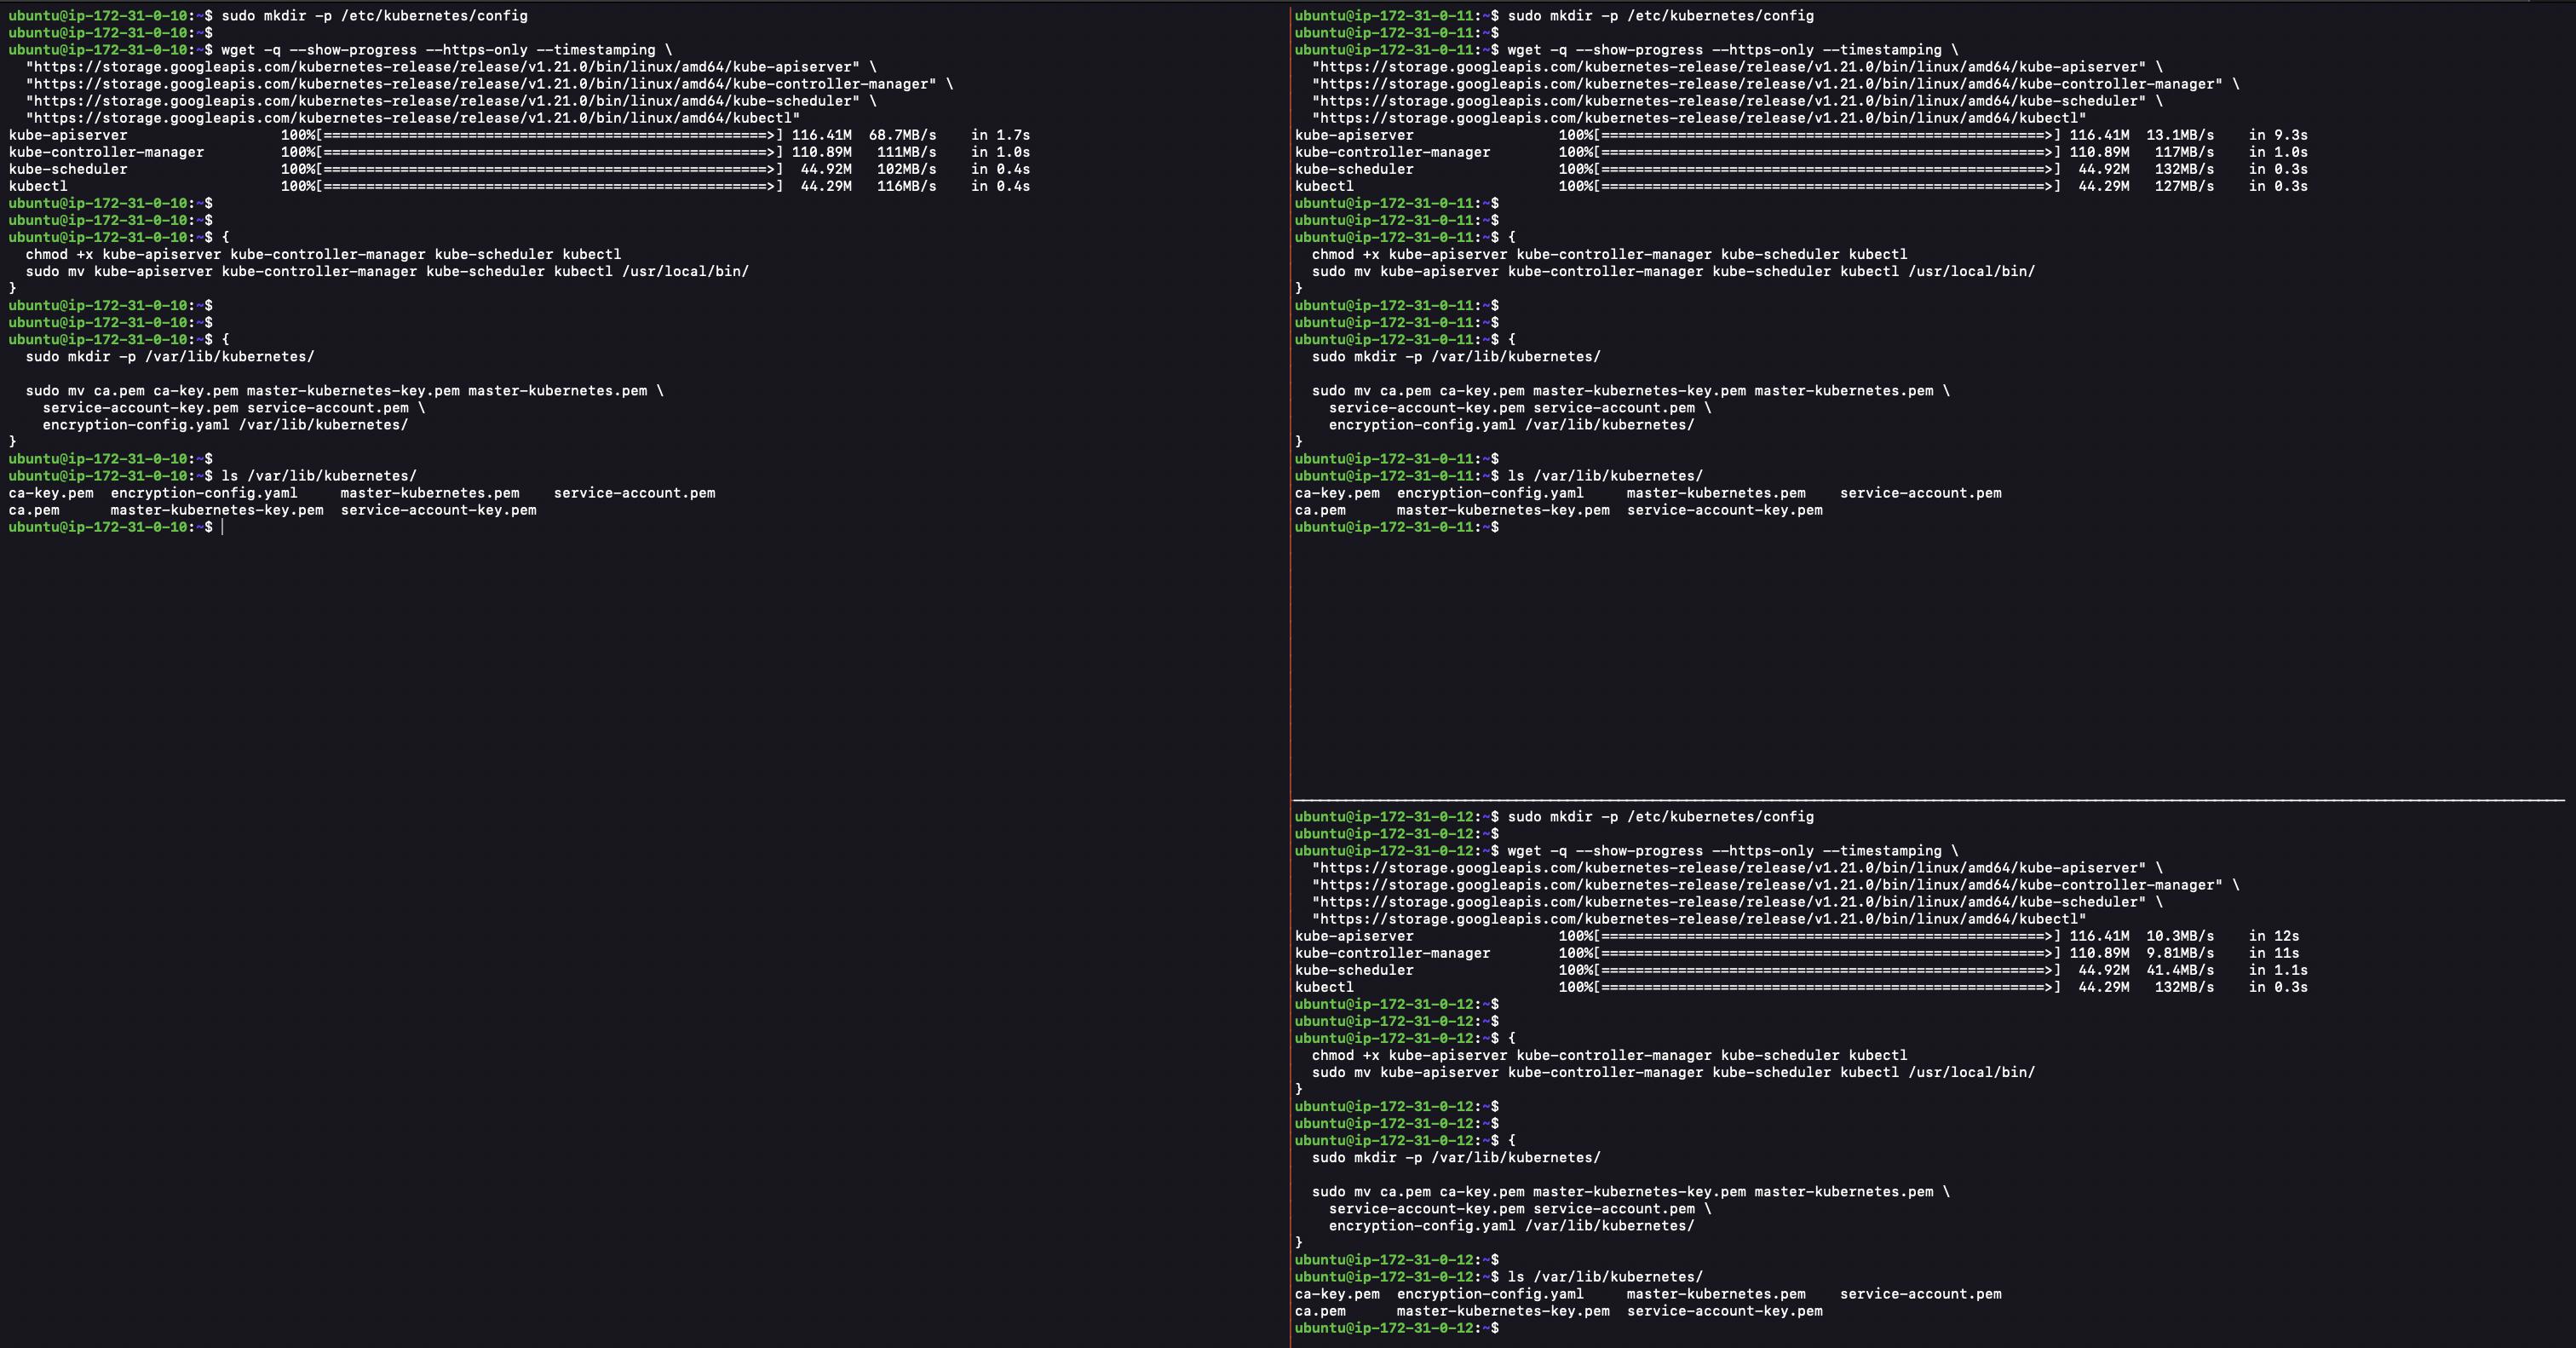 ubuntu@ip-172-31-0-10:~$ sudo mkdir -p /etc/kubernetes/config
ubuntu@ip-172-31-0-10:~$
ubuntu@ip-172-31-0-10:~$ wget -q --show-progress --https-only --timestamping \
  "https://storage.googleapis.com/kubernetes-release/release/v1.21.0/bin/linux/amd64/kube-apiserver" \
  "https://storage.googleapis.com/kubernetes-release/release/v1.21.0/bin/linux/amd64/kube-controller-manager" \
  "https://storage.googleapis.com/kubernetes-release/release/v1.21.0/bin/linux/amd64/kube-scheduler" \
  "https://storage.googleapis.com/kubernetes-release/release/v1.21.0/bin/linux/amd64/kubectl"
kube-apiserver                  100%[====================================================>] 116.41M  68.7MB/s    in 1.7s
kube-controller-manager         100%[====================================================>] 110.89M   111MB/s    in 1.0s
kube-scheduler                  100%[====================================================>]  44.92M   102MB/s    in 0.4s
kubectl                         100%[====================================================>]  44.29M   116MB/s    in 0.4s
ubuntu@ip-172-31-0-10:~$
ubuntu@ip-172-31-0-10:~$
ubuntu@ip-172-31-0-10:~$ {
  chmod +x kube-apiserver kube-controller-manager kube-scheduler kubectl
  sudo mv kube-apiserver kube-controller-manager kube-scheduler kubectl /usr/local/bin/
}
ubuntu@ip-172-31-0-10:~$
ubuntu@ip-172-31-0-10:~$
ubuntu@ip-172-31-0-10:~$ {
  sudo mkdir -p /var/lib/kubernetes/

  sudo mv ca.pem ca-key.pem master-kubernetes-key.pem master-kubernetes.pem \
    service-account-key.pem service-account.pem \
    encryption-config.yaml /var/lib/kubernetes/
}
ubuntu@ip-172-31-0-10:~$
ubuntu@ip-172-31-0-10:~$ ls /var/lib/kubernetes/
ca-key.pem  encryption-config.yaml     master-kubernetes.pem    service-account.pem
ca.pem      master-kubernetes-key.pem  service-account-key.pem
ubuntu@ip-172-31-0-10:~$
ubuntu@ip-172-31-0-11:~$ sudo mkdir -p /etc/kubernetes/config
ubuntu@ip-172-31-0-11:~$
ubuntu@ip-172-31-0-11:~$ wget -q --show-progress --https-only --timestamping \
  "https://storage.googleapis.com/kubernetes-release/release/v1.21.0/bin/linux/amd64/kube-apiserver" \
  "https://storage.googleapis.com/kubernetes-release/release/v1.21.0/bin/linux/amd64/kube-controller-manager" \
  "https://storage.googleapis.com/kubernetes-release/release/v1.21.0/bin/linux/amd64/kube-scheduler" \
  "https://storage.googleapis.com/kubernetes-release/release/v1.21.0/bin/linux/amd64/kubectl"
kube-apiserver                 100%[====================================================>] 116.41M  13.1MB/s    in 9.3s
kube-controller-manager        100%[====================================================>] 110.89M   117MB/s    in 1.0s
kube-scheduler                 100%[====================================================>]  44.92M   132MB/s    in 0.3s
kubectl                        100%[====================================================>]  44.29M   127MB/s    in 0.3s
ubuntu@ip-172-31-0-11:~$
ubuntu@ip-172-31-0-11:~$
ubuntu@ip-172-31-0-11:~$ {
  chmod +x kube-apiserver kube-controller-manager kube-scheduler kubectl
  sudo mv kube-apiserver kube-controller-manager kube-scheduler kubectl /usr/local/bin/
}
ubuntu@ip-172-31-0-11:~$
ubuntu@ip-172-31-0-11:~$
ubuntu@ip-172-31-0-11:~$ {
  sudo mkdir -p /var/lib/kubernetes/

  sudo mv ca.pem ca-key.pem master-kubernetes-key.pem master-kubernetes.pem \
    service-account-key.pem service-account.pem \
    encryption-config.yaml /var/lib/kubernetes/
}
ubuntu@ip-172-31-0-11:~$
ubuntu@ip-172-31-0-11:~$ ls /var/lib/kubernetes/
ca-key.pem  encryption-config.yaml     master-kubernetes.pem    service-account.pem
ca.pem      master-kubernetes-key.pem  service-account-key.pem
ubuntu@ip-172-31-0-11:~$
ubuntu@ip-172-31-0-12:~$ sudo mkdir -p /etc/kubernetes/config
ubuntu@ip-172-31-0-12:~$
ubuntu@ip-172-31-0-12:~$ wget -q --show-progress --https-only --timestamping \
  "https://storage.googleapis.com/kubernetes-release/release/v1.21.0/bin/linux/amd64/kube-apiserver" \
  "https://storage.googleapis.com/kubernetes-release/release/v1.21.0/bin/linux/amd64/kube-controller-manager" \
  "https://storage.googleapis.com/kubernetes-release/release/v1.21.0/bin/linux/amd64/kube-scheduler" \
  "https://storage.googleapis.com/kubernetes-release/release/v1.21.0/bin/linux/amd64/kubectl"
kube-apiserver                 100%[====================================================>] 116.41M  10.3MB/s    in 12s
kube-controller-manager        100%[====================================================>] 110.89M  9.81MB/s    in 11s
kube-scheduler                 100%[====================================================>]  44.92M  41.4MB/s    in 1.1s
kubectl                        100%[====================================================>]  44.29M   132MB/s    in 0.3s
ubuntu@ip-172-31-0-12:~$
ubuntu@ip-172-31-0-12:~$
ubuntu@ip-172-31-0-12:~$ {
  chmod +x kube-apiserver kube-controller-manager kube-scheduler kubectl
  sudo mv kube-apiserver kube-controller-manager kube-scheduler kubectl /usr/local/bin/
}
ubuntu@ip-172-31-0-12:~$
ubuntu@ip-172-31-0-12:~$
ubuntu@ip-172-31-0-12:~$ {
  sudo mkdir -p /var/lib/kubernetes/

  sudo mv ca.pem ca-key.pem master-kubernetes-key.pem master-kubernetes.pem \
    service-account-key.pem service-account.pem \
    encryption-config.yaml /var/lib/kubernetes/
}
ubuntu@ip-172-31-0-12:~$
ubuntu@ip-172-31-0-12:~$ ls /var/lib/kubernetes/
ca-key.pem  encryption-config.yaml     master-kubernetes.pem    service-account.pem
ca.pem      master-kubernetes-key.pem  service-account-key.pem
ubuntu@ip-172-31-0-12:~$